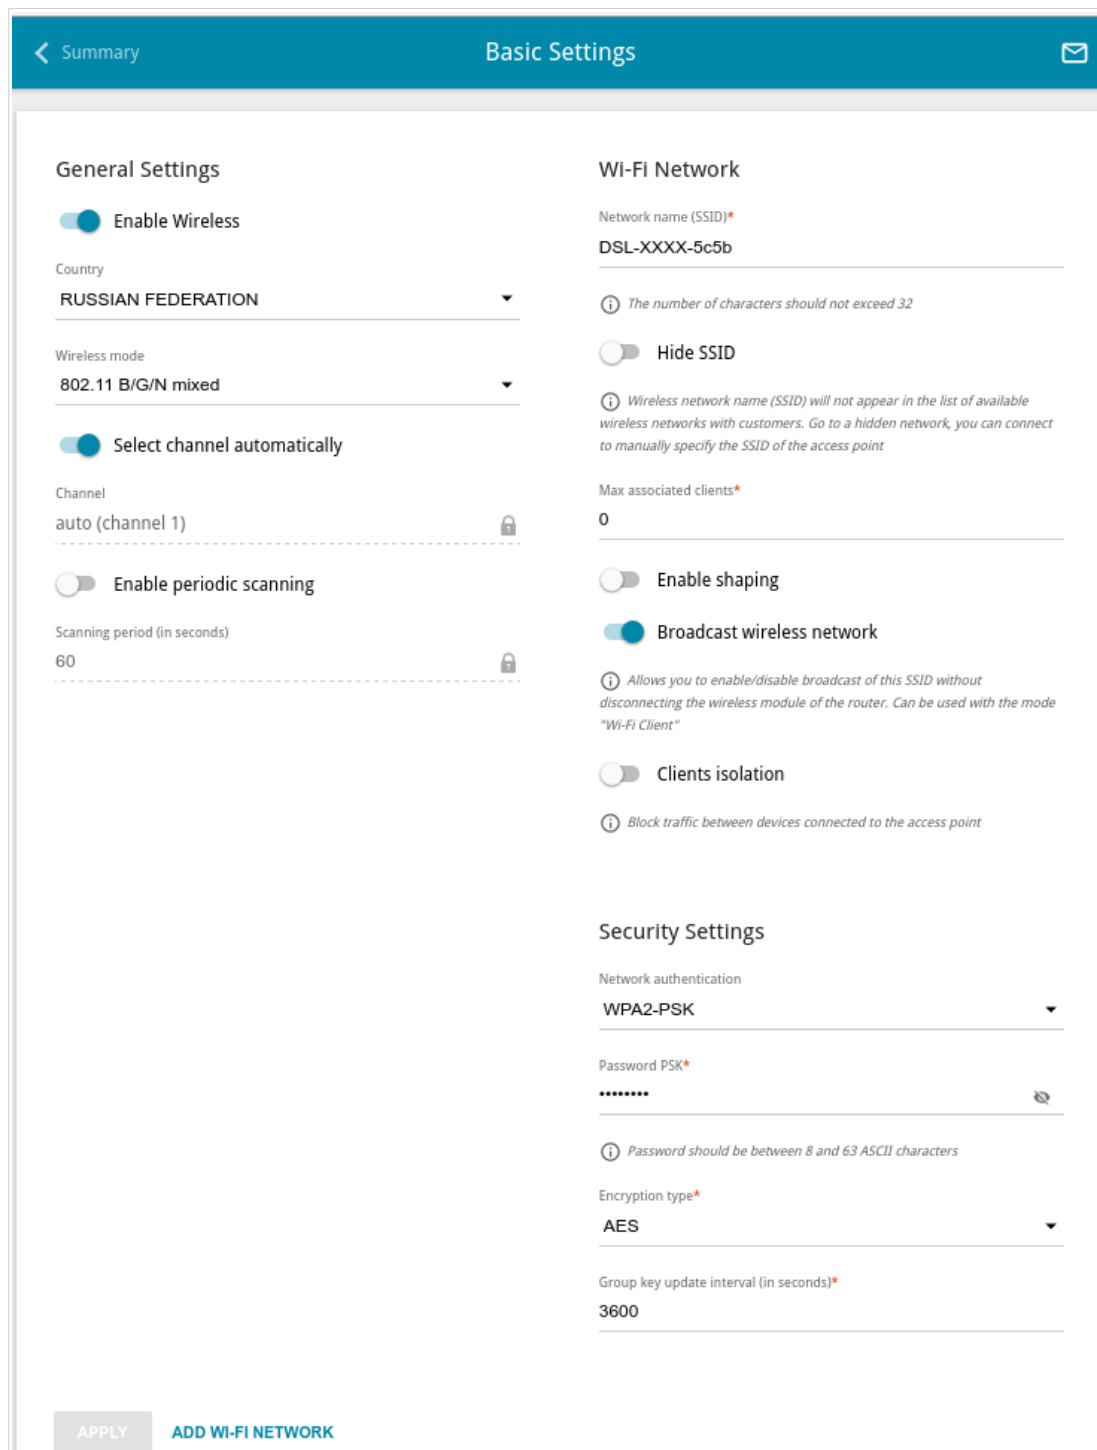 Summary
Basic Settings
General Settings
Enable Wireless
Country
RUSSIAN FEDERATION
Wireless mode
802.11 B/G/N mixed
Select channel automatically
Channel
auto (channel 1)
Enable periodic scanning
Scanning period (in seconds)
60
Wi-Fi Network
Network name (SSID)*
DSL-XXXX-5c5b
The number of characters should not exceed 32
Hide SSID
Wireless network name (SSID) will not appear in the list of available
wireless networks with customers. Go to a hidden network, you can connect
to manually specify the SSID of the access point
Max associated clients*
0
Enable shaping
Broadcast wireless network
Allows you to enable/disable broadcast of this SSID without
disconnecting the wireless module of the router. Can be used with the mode
"Wi-Fi Client"
Clients isolation
Block traffic between devices connected to the access point
Security Settings
Network authentication
WPA2-PSK
Password PSK*
••••••••
Password should be between 8 and 63 ASCII characters
Encryption type*
AES
Group key update interval (in seconds)*
3600
APPLY
ADD WI-FI NETWORK